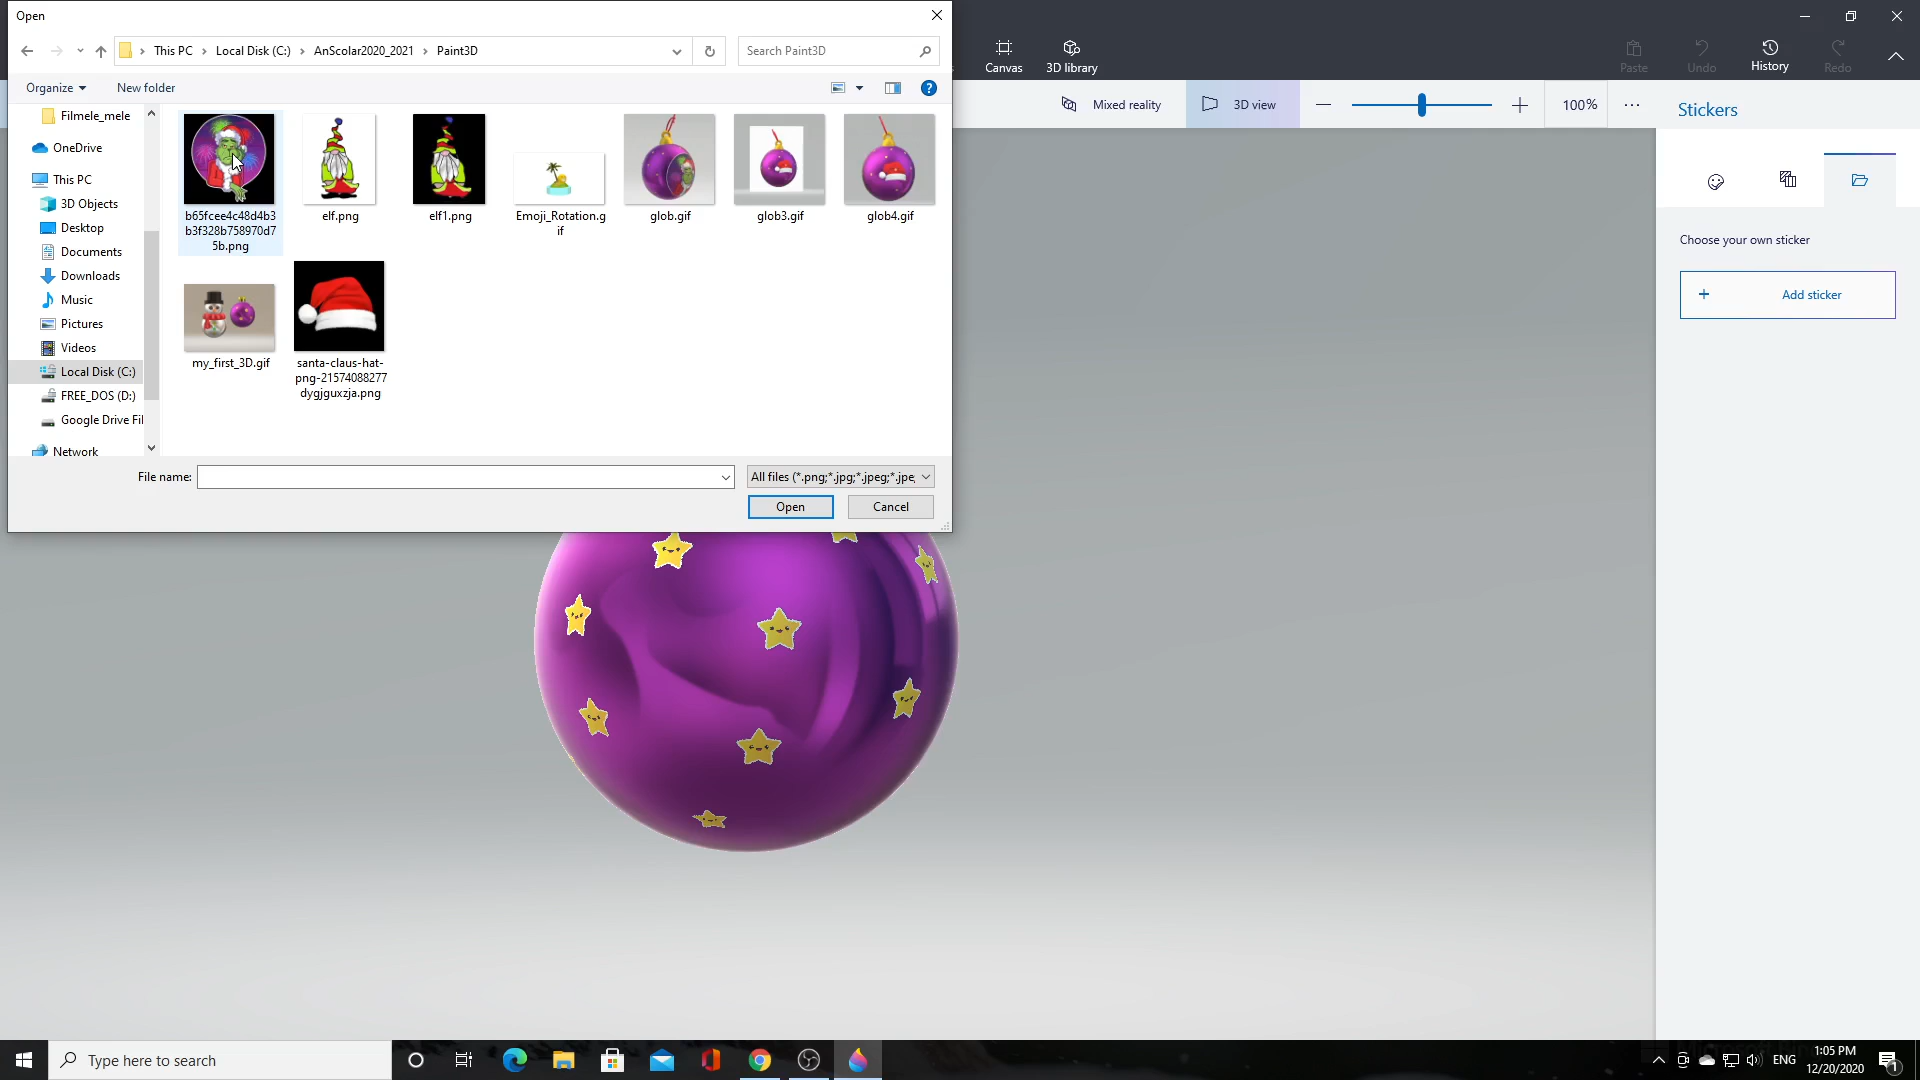 Open
This PC
Local Disk (C:)
AnScolar2020_2021
Paint3D
Search Paint3D
Canvas
3D library
Paste
Undo
History
Redo
Organize
New folder
Mixed reality
3D view
100%
Stickers
Filmele_mele
OneDrive
This PC
3D Objects
Desktop
Documents
Downloads
Music
Pictures
Videos
Local Disk (C:)
FREE_DOS (D:)
Google Drive Fil
Network
b65fcee4c48d4b3
b3f328b758970d7
5b.png
elf.png
elf1.png
Emoji_Rotation.g
if
glob.gif
glob3.gif
glob4.gif
my_first_3D.gif
santa-claus-hat-
png-21574088277
dygjguxzja.png
Choose your own sticker
Add sticker
File name:
All files (*.png;*.jpg;*.jpeg;*.jpe
Open
Cancel
Type here to search
ENG
1:05 PM
12/20/2020
1